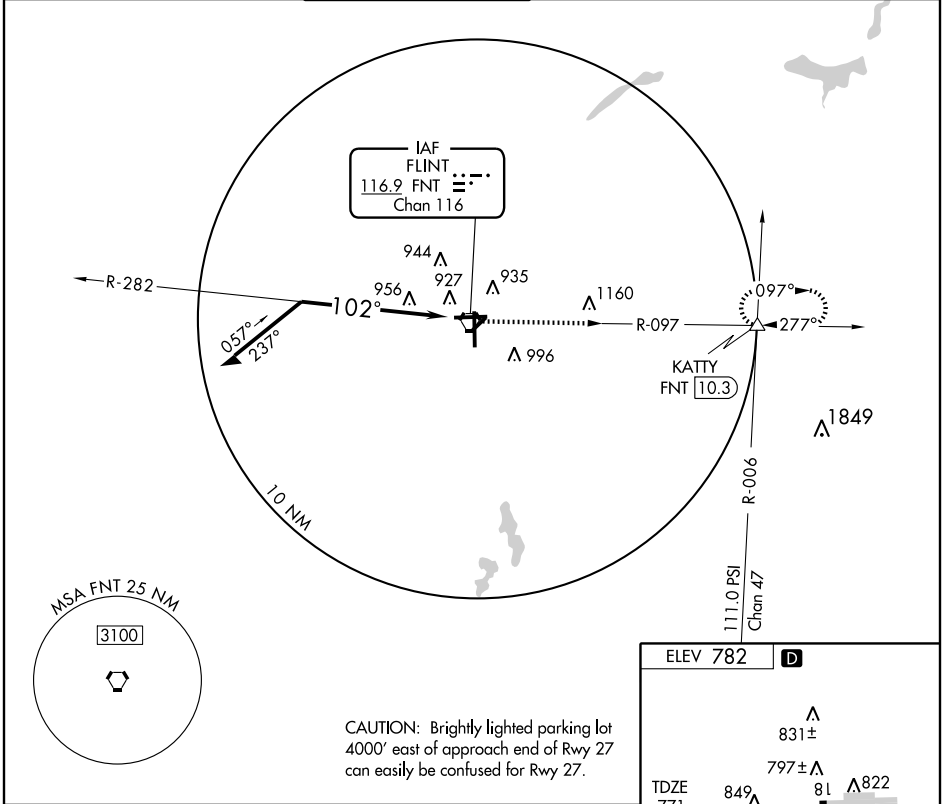 IAF
FLINT
116.9 FNT
Chan 116
944
956
927
935
1160
996
R-282
102°
057°
237°
R-097
097°
277°
KATTY
FNT 10.3
1849
R-006
10 NM
111.0 PSI
Chan 47
MSA FNT 25 NM
3100
CAUTION: Brightly lighted parking lot
4000' east of approach end of Rwy 27
can easily be confused for Rwy 27.
ELEV 782 D
831±
797±
18
822
TDZE
849
771